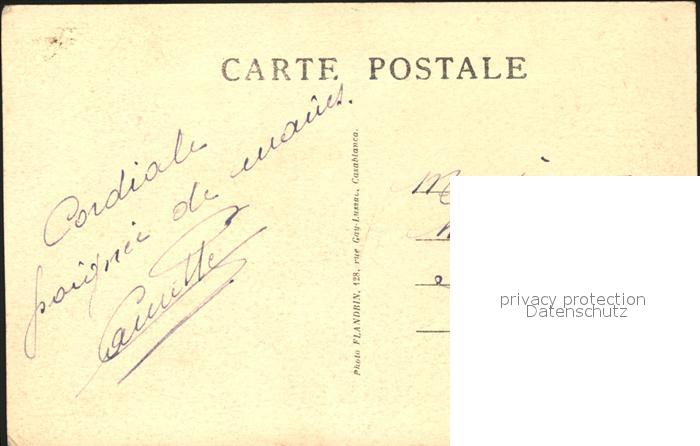 CARTE POSTALE
Cordiale
poignée de mains.
Photo FLANDRIN, 128, rue Gay-Lussac, Casablanca.
privacy protection
Datenschutz